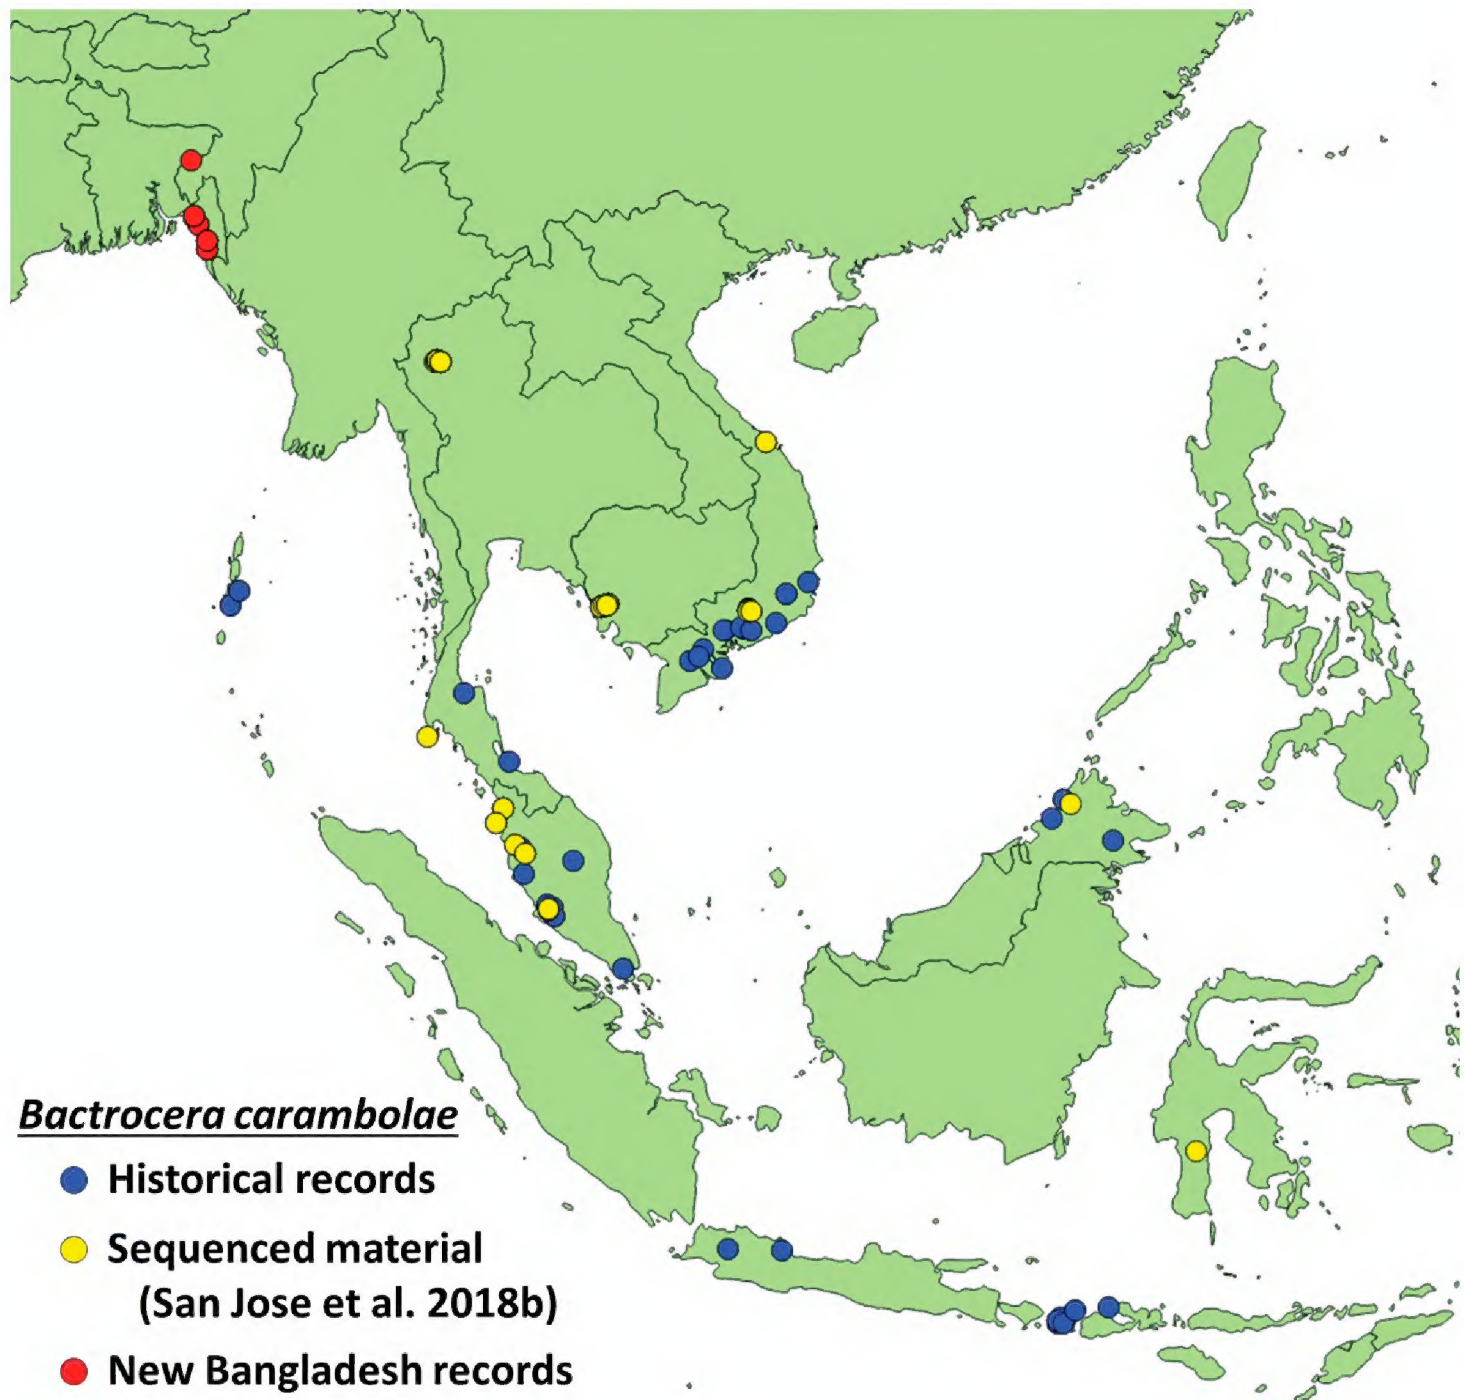 Bactrocera carambolae
Historical records
Sequenced material
(San Jose et al. 2018b)
New Bangladesh records